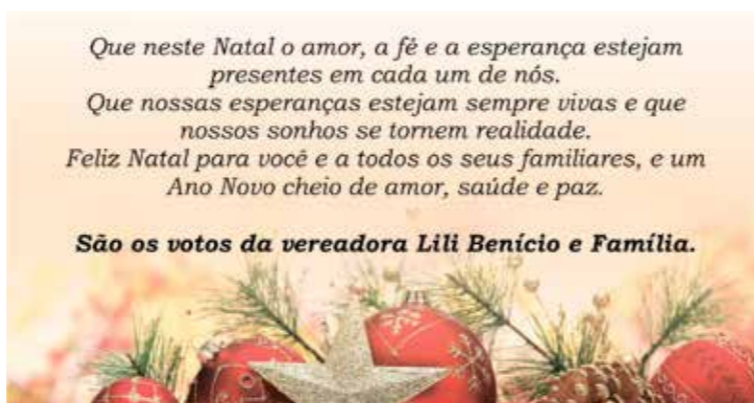 Que neste Natal o amor, a fé e a esperança estejam
presentes em cada um de nós.
Que nossas esperanças estejam sempre vivas e que
nossos sonhos se tornem realidade.
Feliz Natal para você e a todos os seus familiares, e um
Ano Novo cheio de amor, saúde e paz.
São os votos da vereadora Lili Benício e Família.